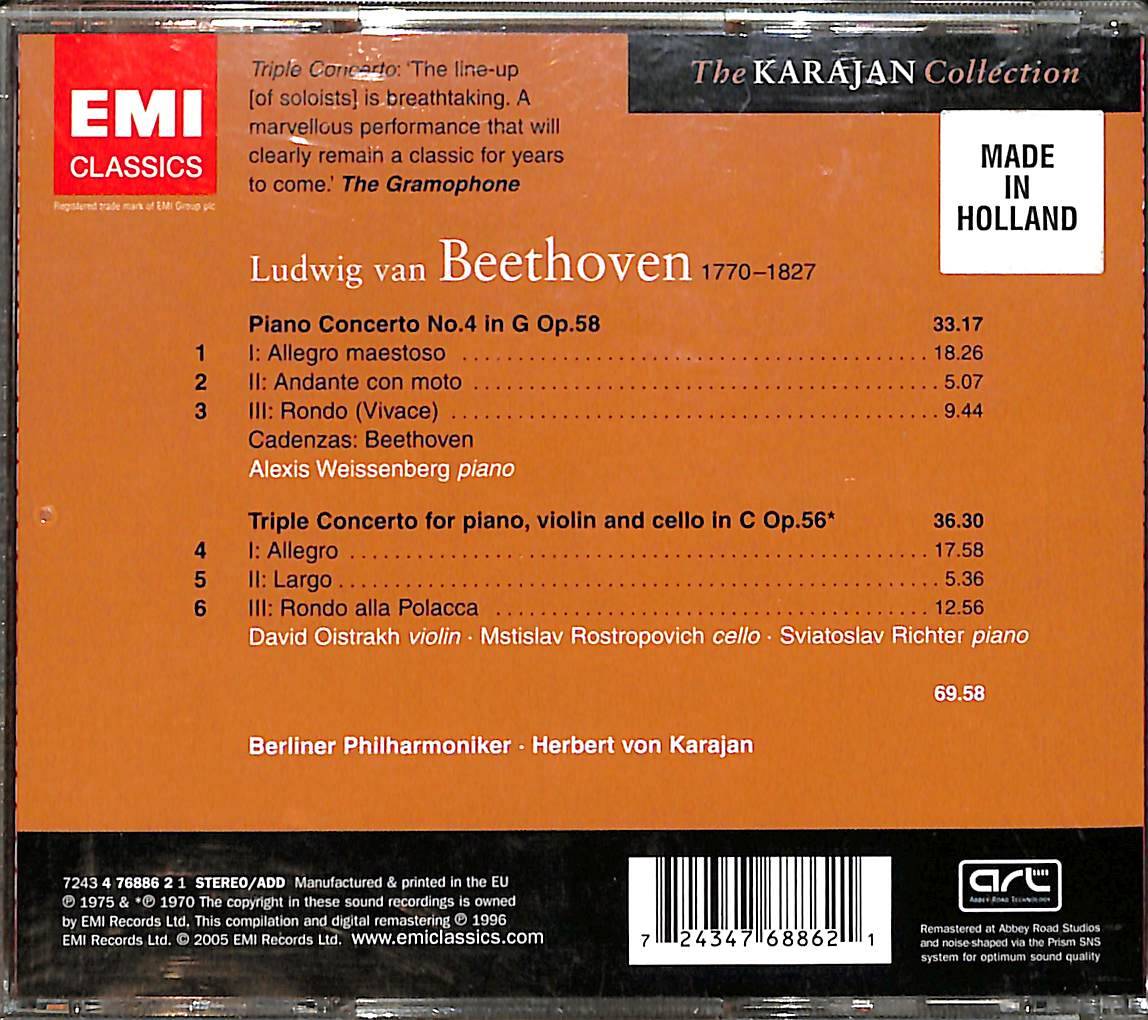 EMI
CLASSICS
Registered trade mark of EMI Group plc
Triple Concerto: 'The line-up
[of soloists] is breathtaking. A
marvellous performance that will
clearly remain a classic for years
to come.' The Gramophone
The KARAJAN Collection
MADE
IN
HOLLAND
Ludwig van Beethoven 1770–1827
Piano Concerto No.4 in G Op.58 33.17
1 I: Allegro maestoso 18.26
2 II: Andante con moto 5.07
3 III: Rondo (Vivace) 9.44
Cadenzas: Beethoven
Alexis Weissenberg piano
Triple Concerto for piano, violin and cello in C Op.56* 36.30
4 I: Allegro 17.58
5 II: Largo 5.36
6 III: Rondo alla Polacca 12.56
David Oistrakh violin · Mstislav Rostropovich cello · Sviatoslav Richter piano
69.58
Berliner Philharmoniker · Herbert von Karajan
7243 4 76886 2 1 STEREO/ADD Manufactured & printed in the EU
℗ 1975 & *℗ 1970 The copyright in these sound recordings is owned
by EMI Records Ltd. This compilation and digital remastering ℗ 1996
EMI Records Ltd. © 2005 EMI Records Ltd. www.emiclassics.com
7 24347 68862 1
art
ABBEY ROAD TECHNOLOGY
Remastered at Abbey Road Studios
and noise-shaped via the Prism SNS
system for optimum sound quality